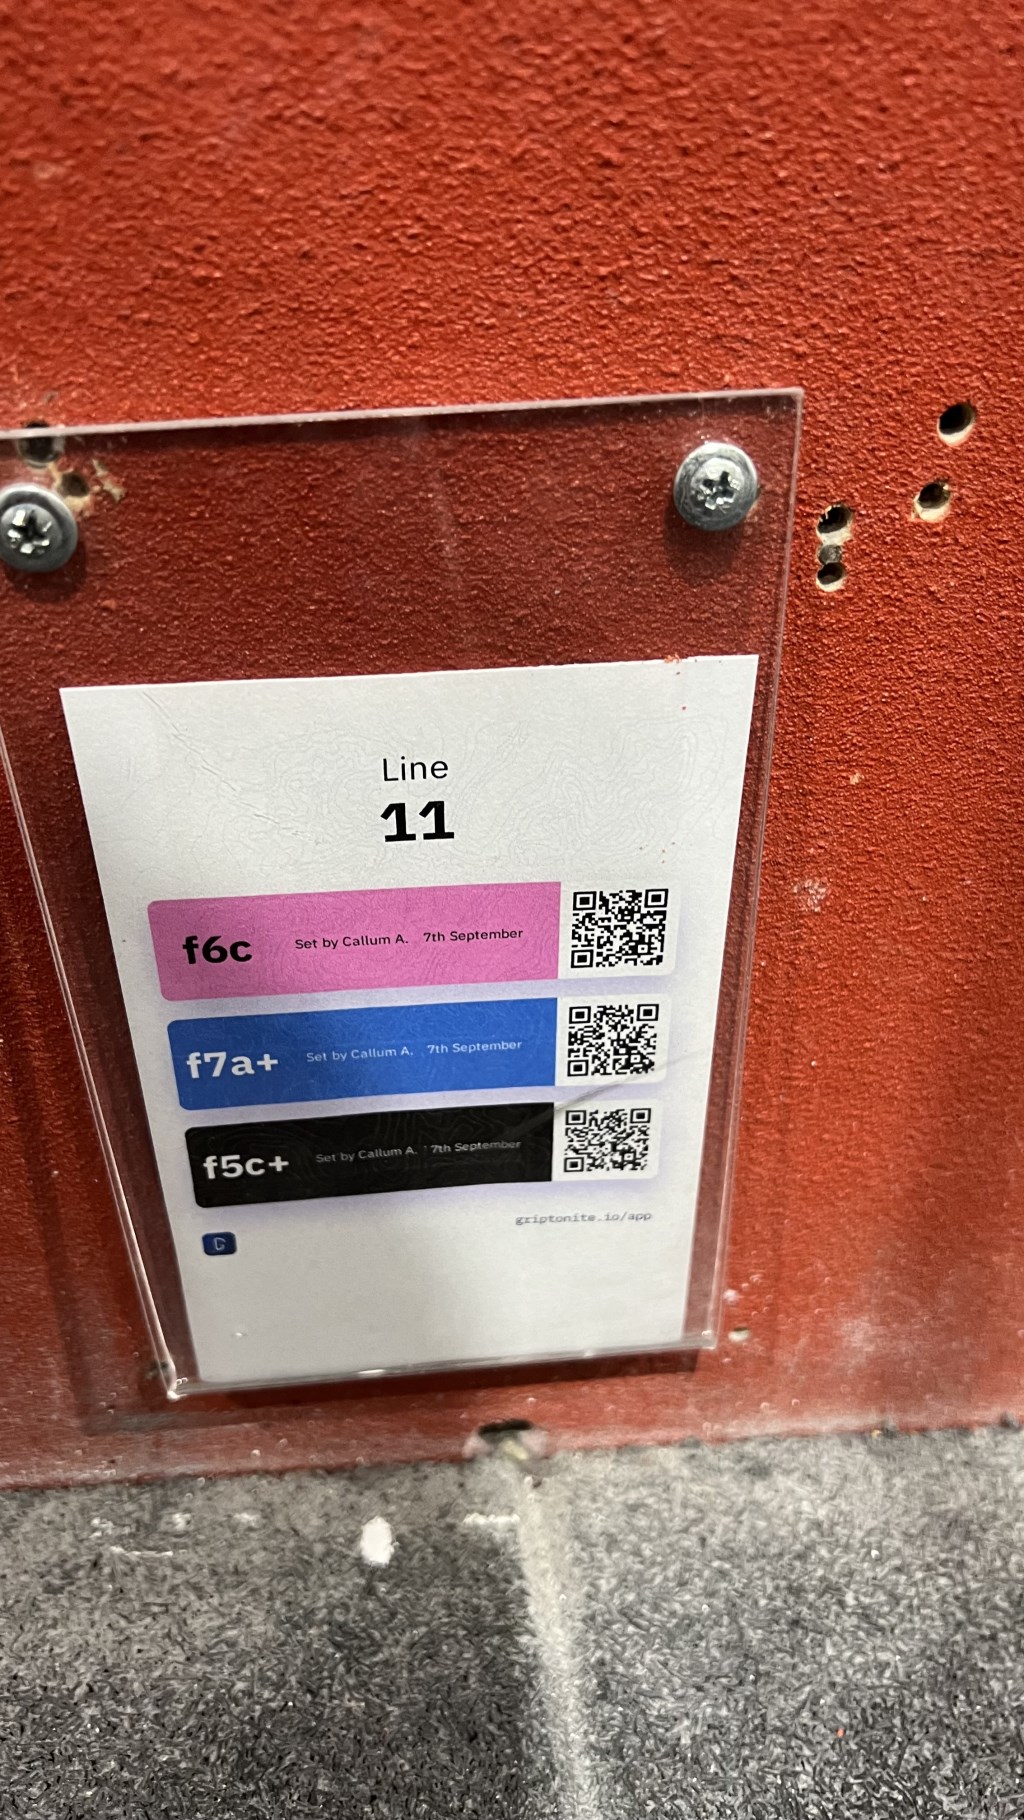 Line
11
f6c Set by Callum A. 7th September
f7a+ Set by Callum A. 7th September
f5c+ Set by Callum A. 7th September
griptonite.io/app
G